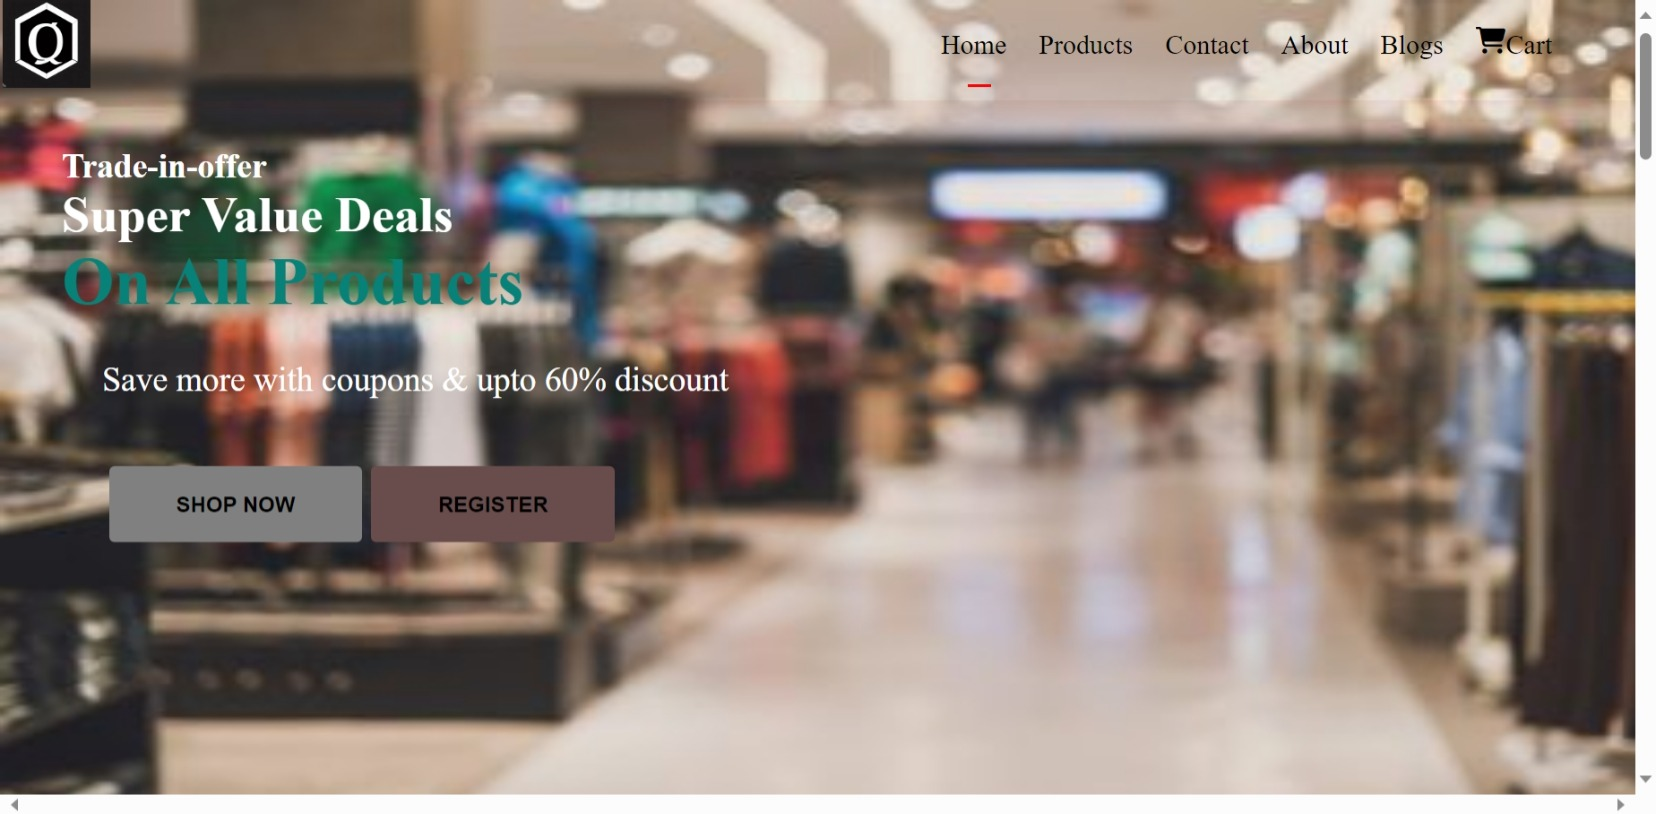 Q
Home Products Contact About Blogs Cart
Trade-in-offer
Super Value Deals
On All Products
Save more with coupons & upto 60% discount
SHOP NOW REGISTER